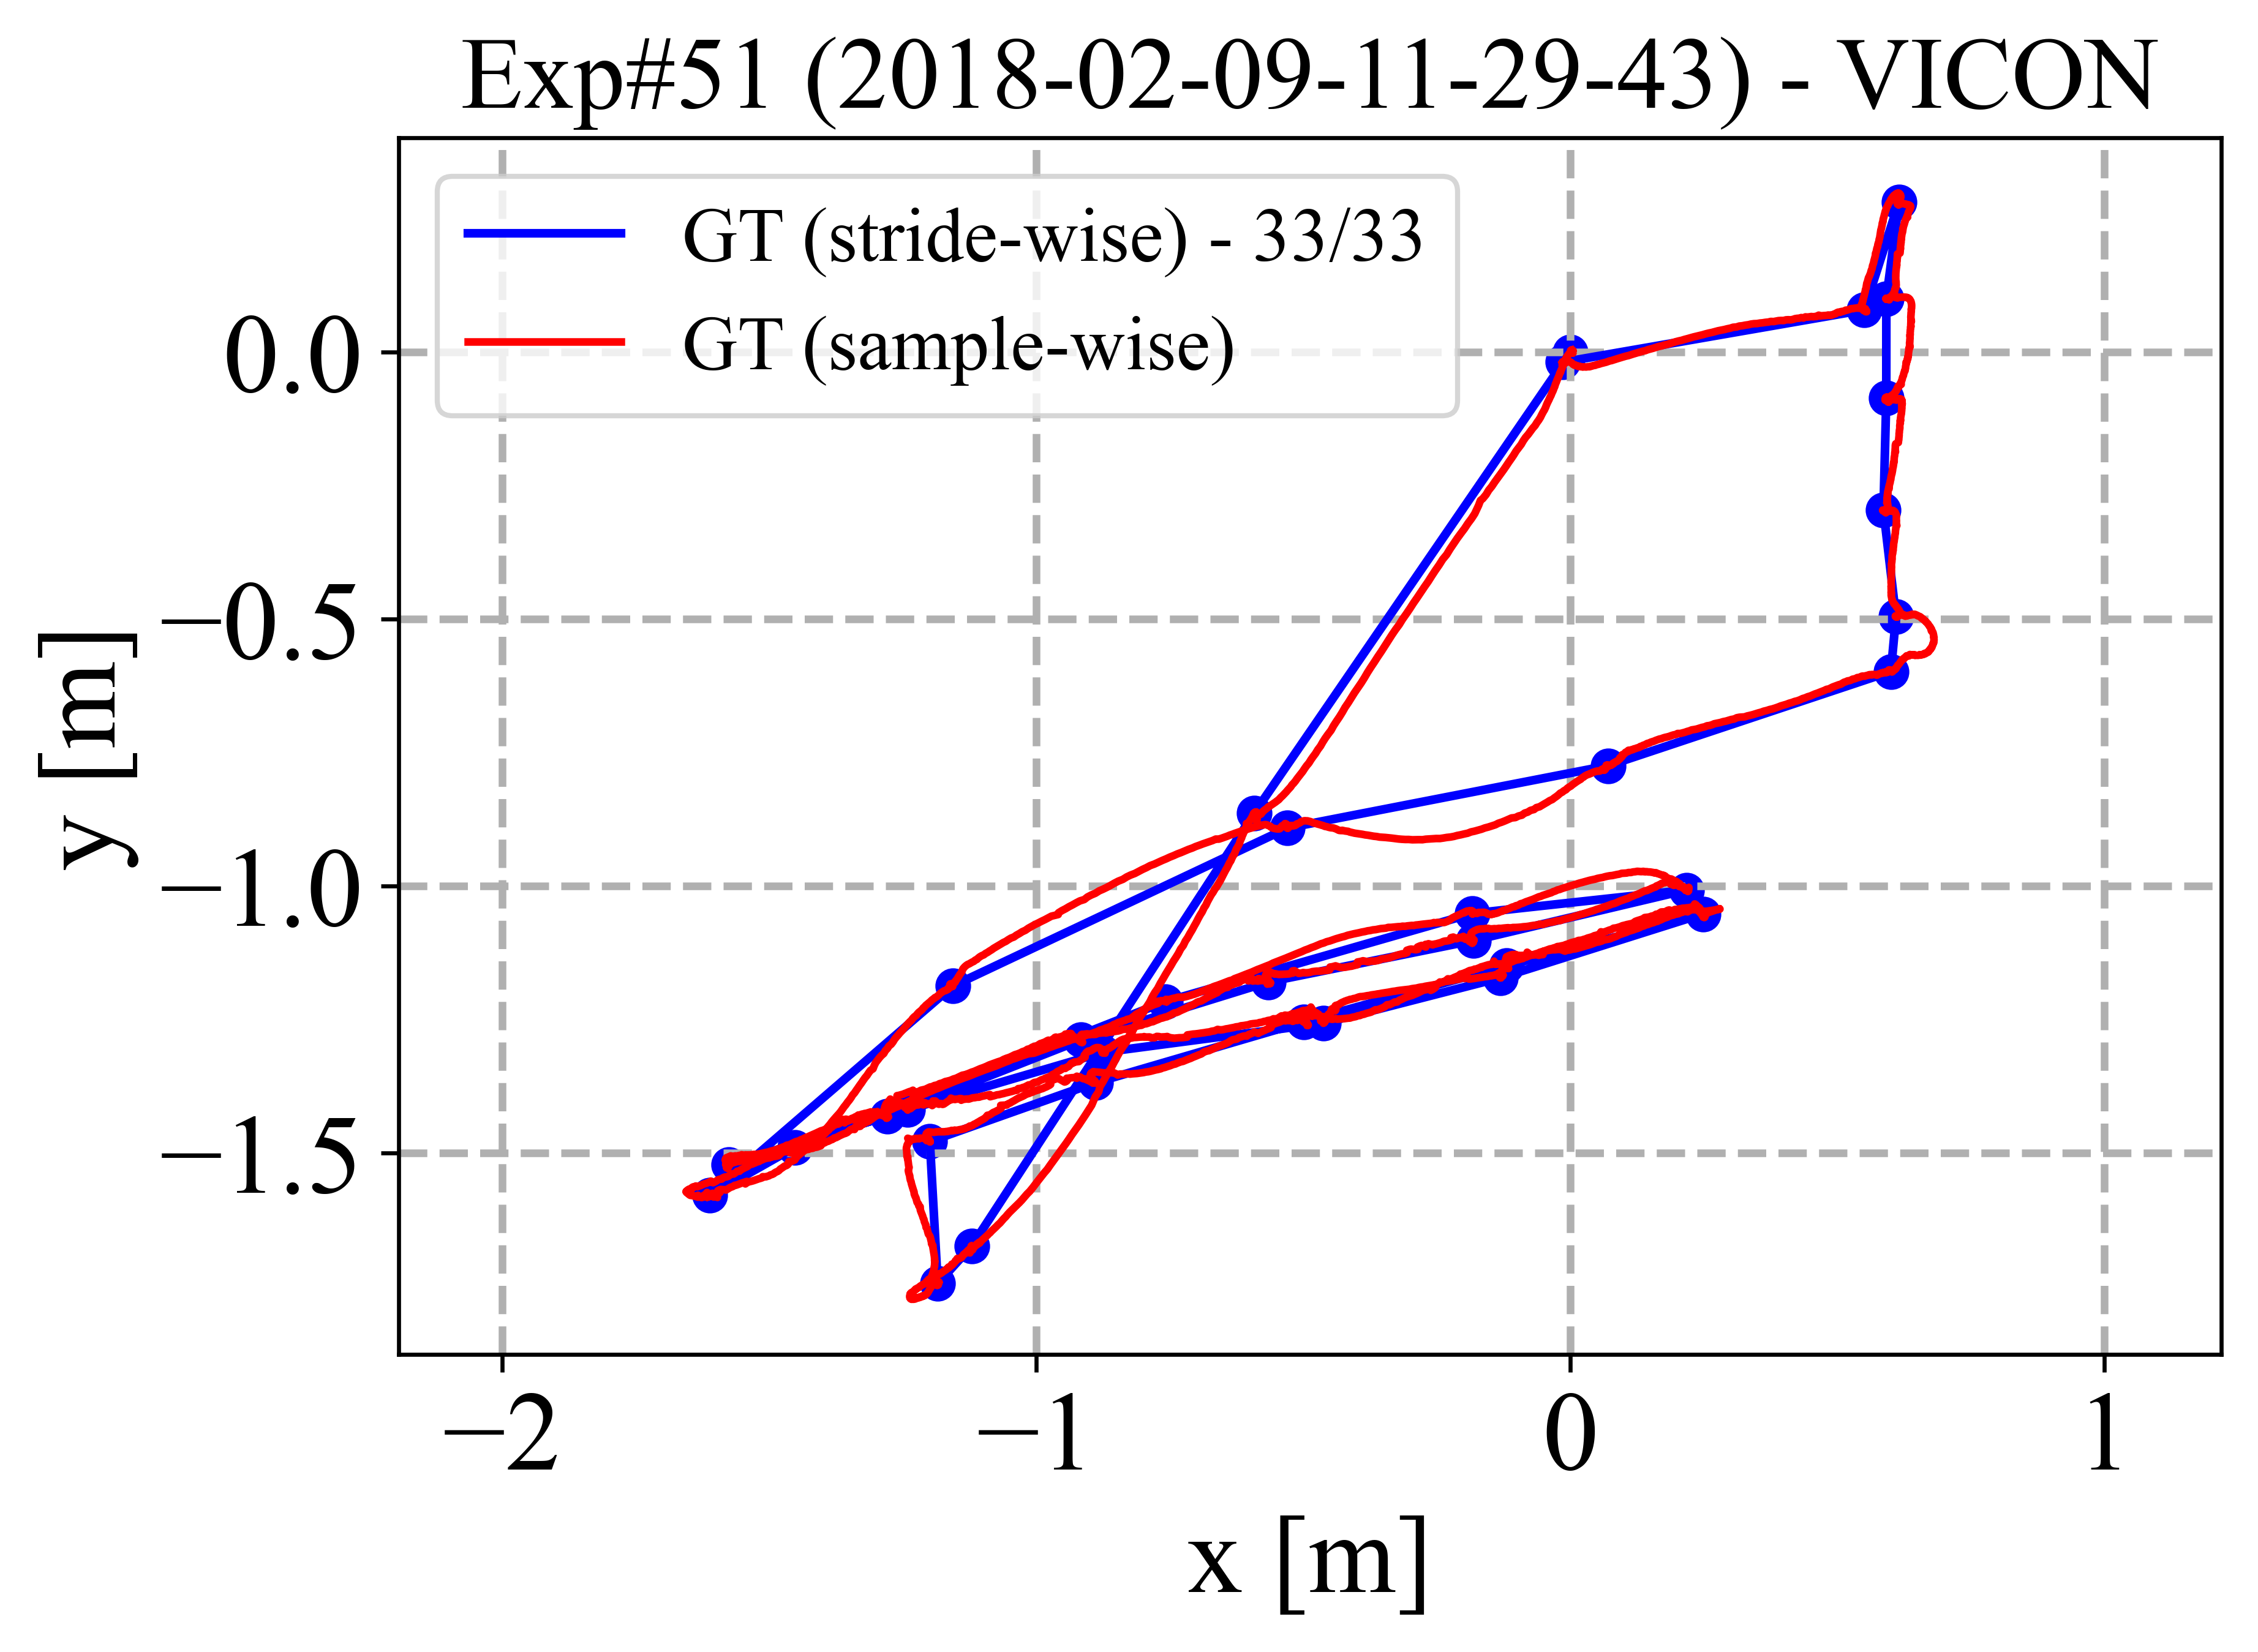 Exp#51 (2018-02-09-11-29-43) - VICON
GT (stride-wise) - 33/33
GT (sample-wise)
0.0
−0.5
−1.0
−1.5
y [m]
−2
−1
0
1
x [m]